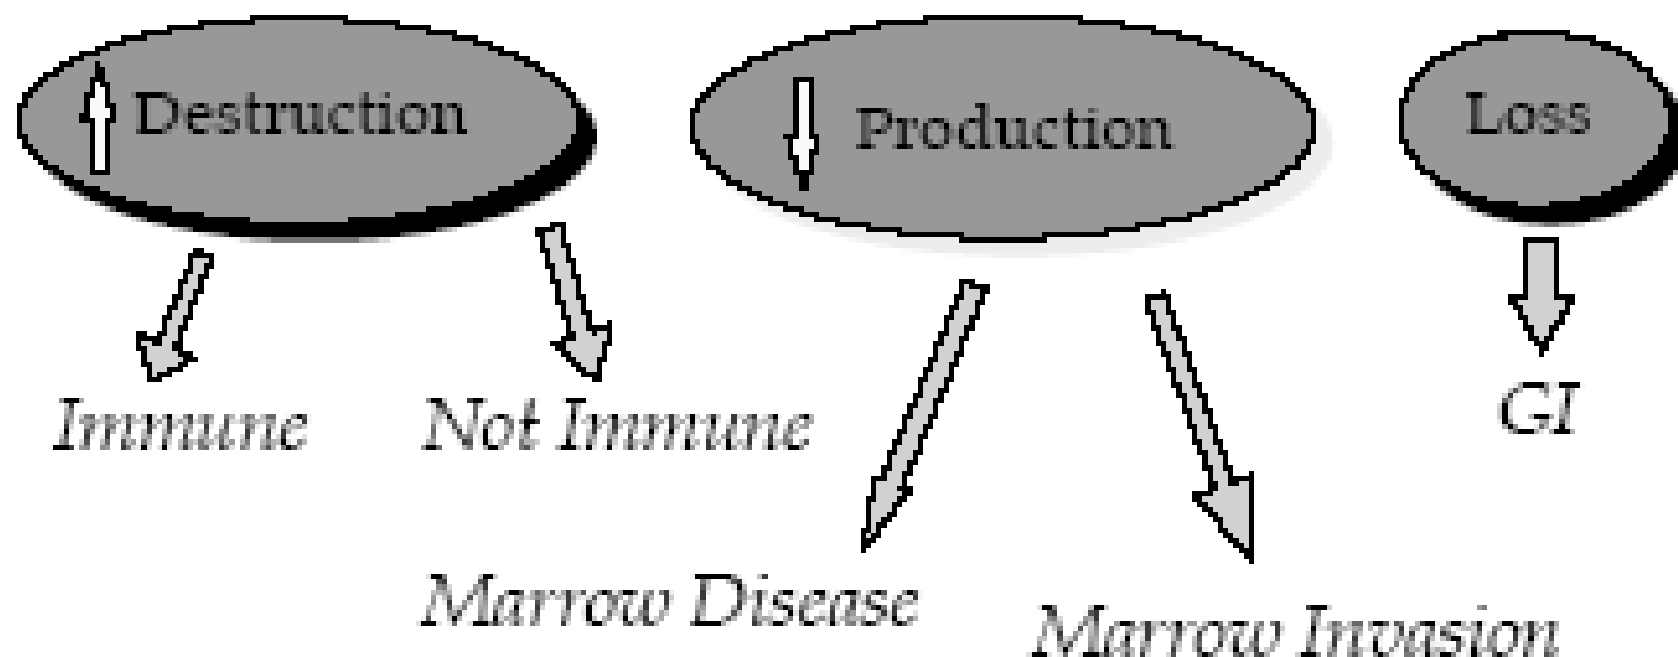 Destruction
Production
Loss
Immune
Not Immune
GI
Marrow Disease
Marrow Invasion